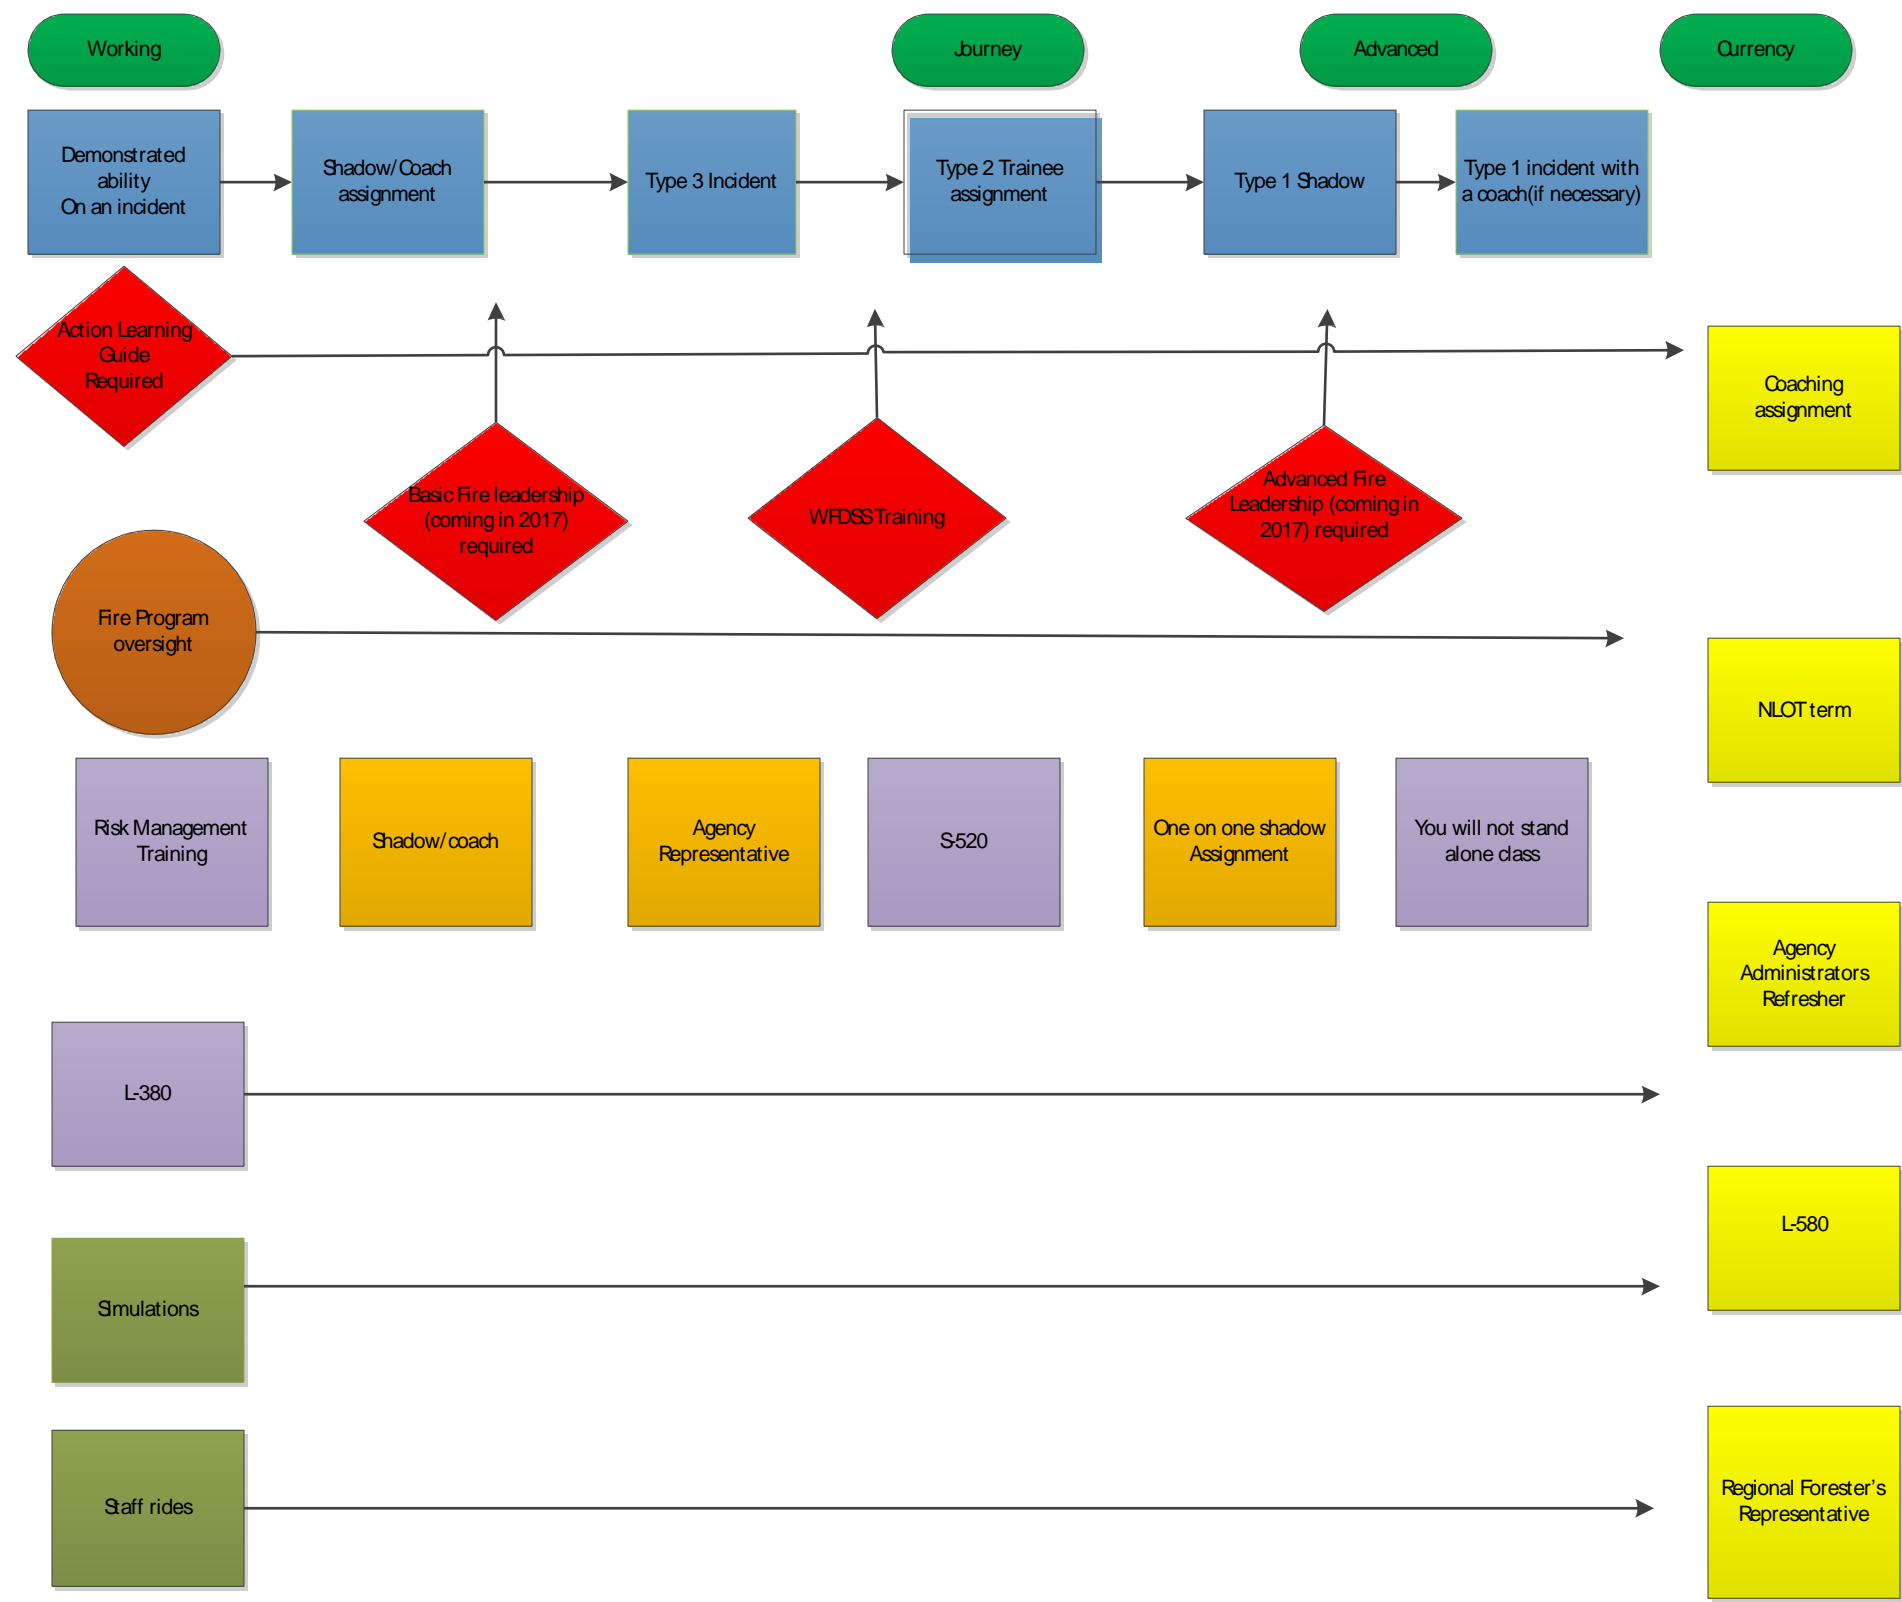 Working
Journey
Advanced
Currency
Demonstrated
ability
On an incident
Shadow/Coach
assignment
Type 3 Incident
Type 2 Trainee
assignment
Type 1 Shadow
Type 1 incident with
a coach(if necessary)
Action Learning
Guide
Required
Coaching
assignment
Basic Fire leadership
(coming in 2017)
required
WFDSS Training
Advanced Fire
Leadership (coming in
2017) required
Fire Program
oversight
NLOT term
Risk Management
Training
Shadow/coach
Agency
Representative
S-520
One on one shadow
Assignment
You will not stand
alone class
Agency
Administrators
Refresher
L-380
L-580
Simulations
Staff rides
Regional Forester's
Representative